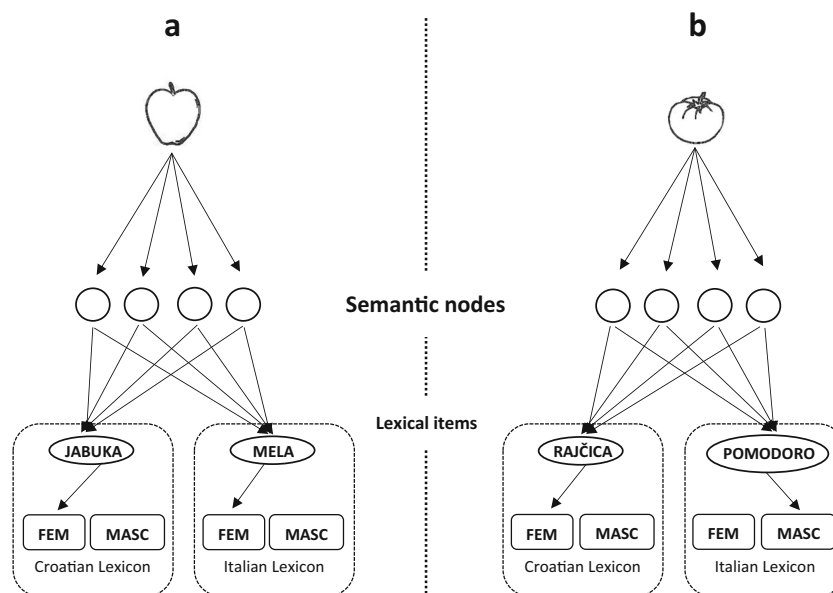 a b
Semantic nodes
Lexical items
JABUKA MELA RAJČICA POMODORO
FEM MASC FEM MASC FEM MASC FEM MASC
Croatian Lexicon Italian Lexicon Croatian Lexicon Italian Lexicon